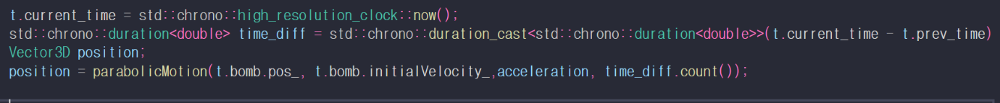 t.current_time = std::chrono::high_resolution_clock::now();
std::chrono::duration<double> time_diff = std::chrono::duration_cast<std::chrono::duration<double>>(t.current_time - t.prev_time)
Vector3D position;
position = parabolicMotion(t.bomb.pos_, t.bomb.initialVelocity_,acceleration, time_diff.count());